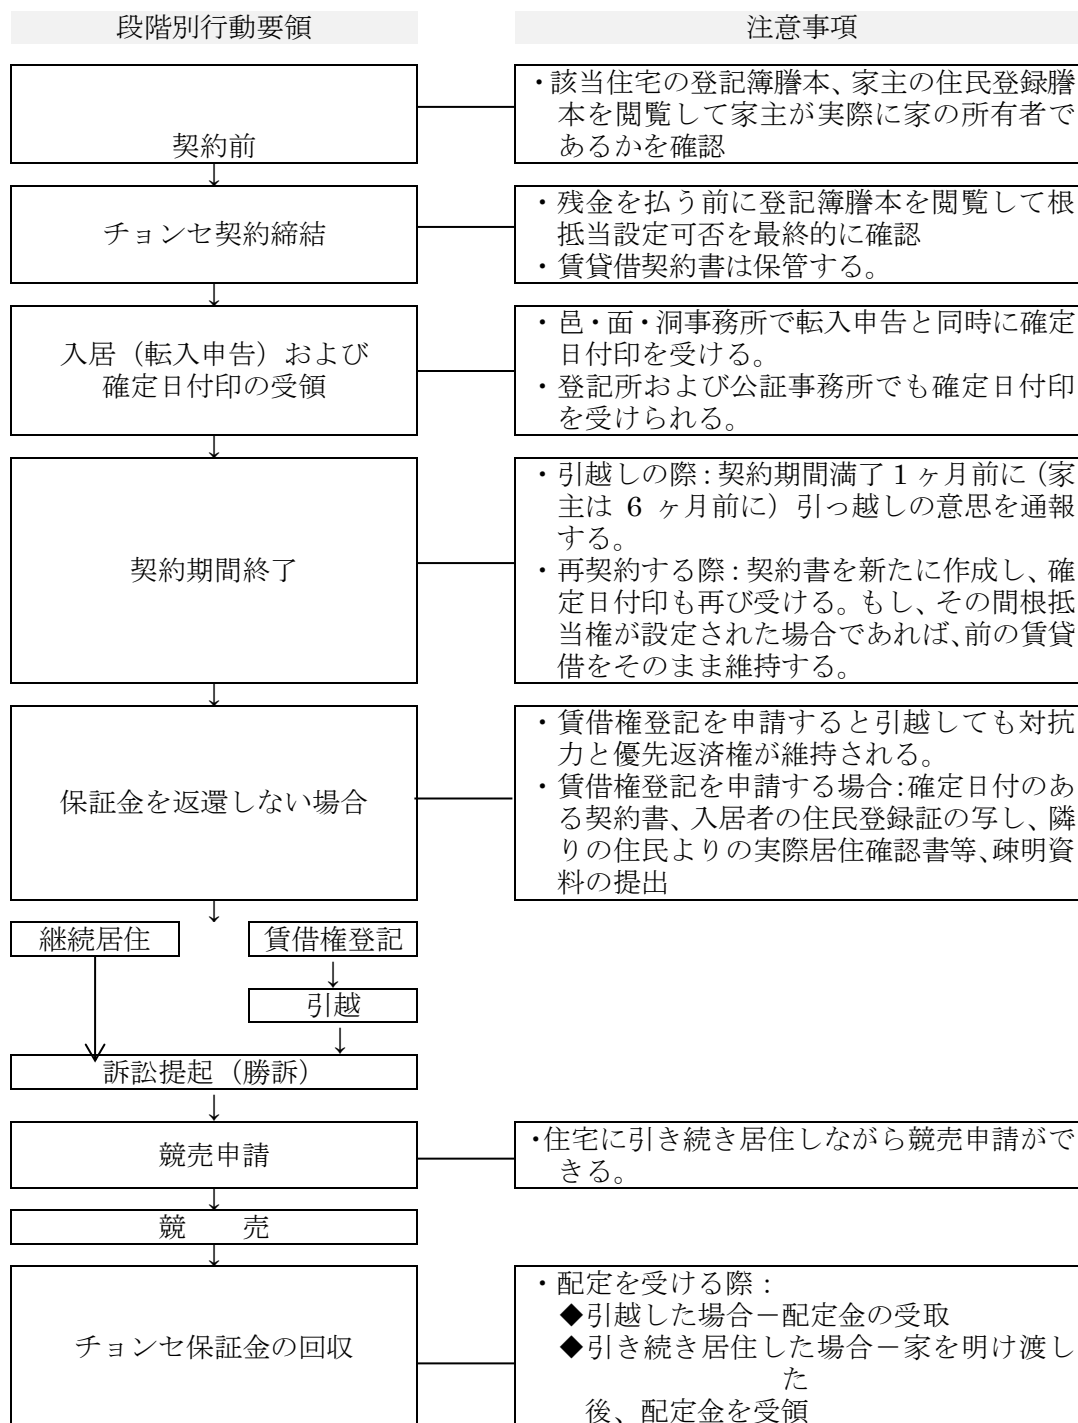 段階別行動要領
注意事項
契約前
・該当住宅の登記簿謄本、家主の住民登録謄
本を閲覧して家主が実際に家の所有者で
あるかを確認
↓
チョンセ契約締結
・残金を払う前に登記簿謄本を閲覧して根
抵当設定可否を最終的に確認
・賃貸借契約書は保管する。
↓
入居（転入申告）および
確定日付印の受領
・邑・面・洞事務所で転入申告と同時に確定
日付印を受ける。
・登記所および公証事務所でも確定日付印
を受けられる。
↓
契約期間終了
・引越しの際：契約期間満了 1 ヶ月前に（家
主は 6 ヶ月前に）引っ越しの意思を通報
する。
・再契約する際：契約書を新たに作成し、確
定日付印も再び受ける。もし、その間根抵
当権が設定された場合であれば、前の賃貸
借をそのまま維持する。
↓
保証金を返還しない場合
・賃借権登記を申請すると引越しても対抗
力と優先返済権が維持される。
・賃借権登記を申請する場合：確定日付のあ
る契約書、入居者の住民登録証の写し、隣
りの住民よりの実際居住確認書等、疎明資
料の提出
↓
継続居住
賃借権登記
↓
引越
↓
訴訟提起（勝訴）
↓
競売申請
・住宅に引き続き居住しながら競売申請がで
きる。
↓
競　　売
↓
チョンセ保証金の回収
・配定を受ける際：
◆引越した場合－配定金の受取
◆引き続き居住した場合－家を明け渡し
た
後、配定金を受領